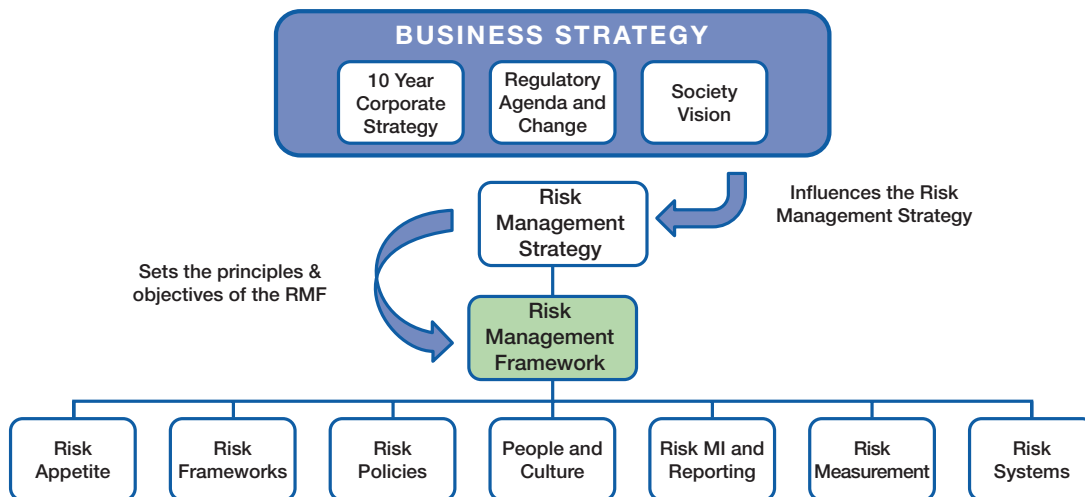 BUSINESS STRATEGY
10 Year
Corporate
Strategy
Regulatory
Agenda and
Change
Society
Vision
Influences the Risk
Management Strategy
Risk
Management
Strategy
Sets the principles &
objectives of the RMF
Risk
Management
Framework
Risk
Appetite
Risk
Frameworks
Risk
Policies
People and
Culture
Risk MI and
Reporting
Risk
Measurement
Risk
Systems